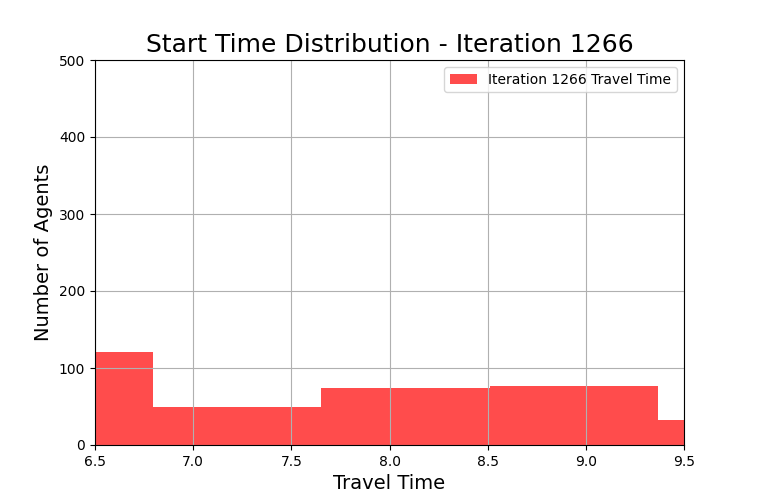 Start Time Distribution - Iteration 1266
Iteration 1266 Travel Time
Number of Agents
500
400
300
200
100
0
6.5 7.0 7.5 8.0 8.5 9.0 9.5
Travel Time